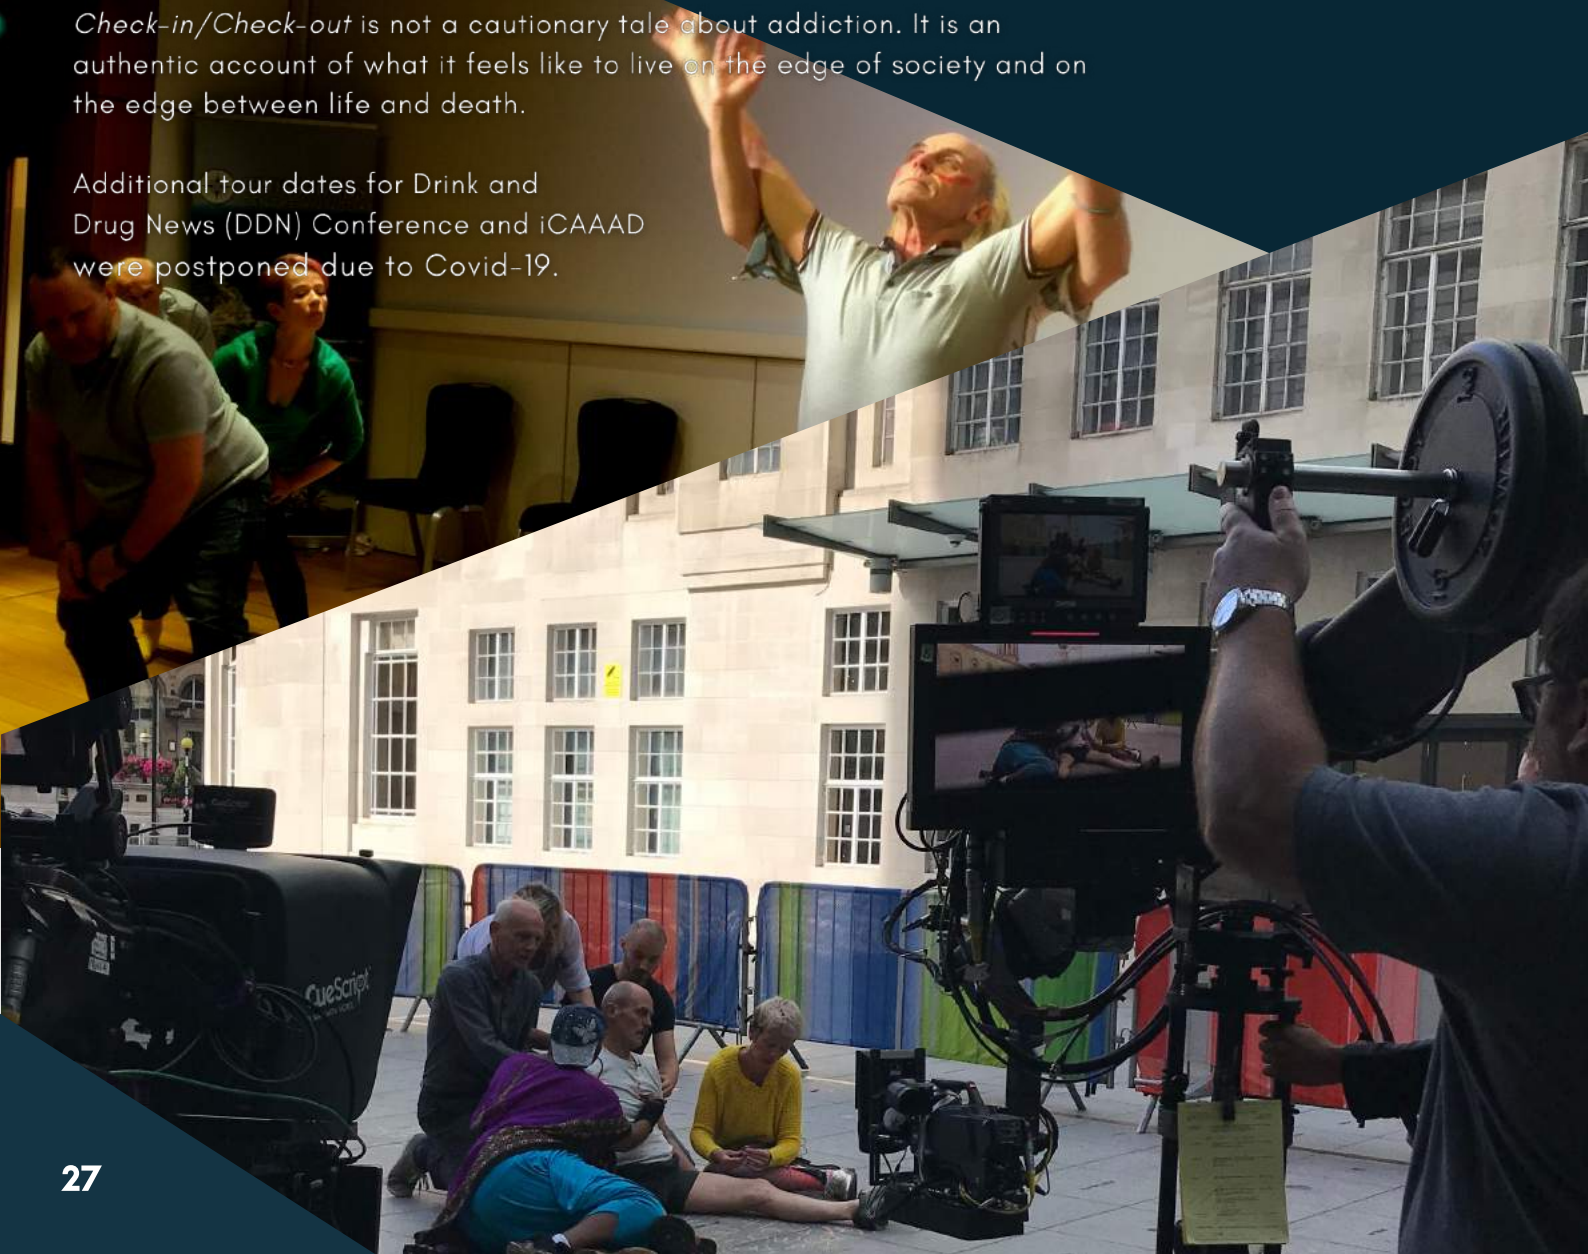 Check-in/Check-out is not a cautionary tale about addiction. It is an
authentic account of what it feels like to live on the edge of society and on
the edge between life and death.
Additional tour dates for Drink and
Drug News (DDN) Conference and iCAAAD
were postponed due to Covid-19.
CueScript
27